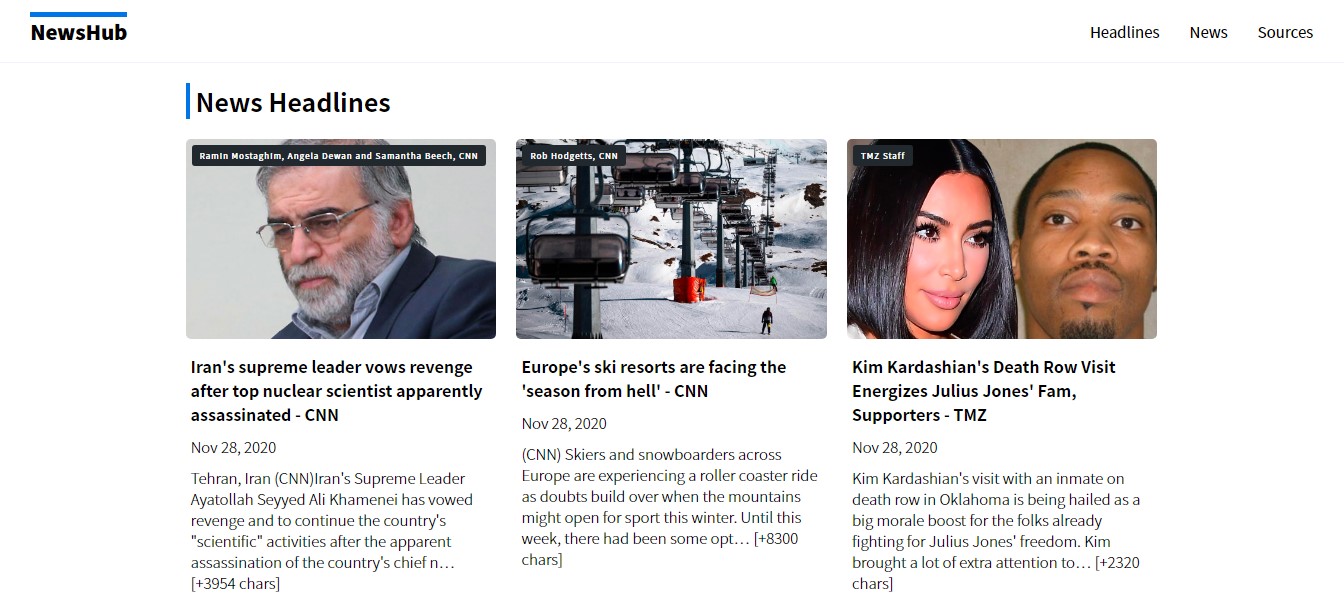 NewsHub
Headlines
News
Sources
News Headlines
Ramin Mostaghim, Angela Dewan and Samantha Beech, CNN
Iran's supreme leader vows revenge
after top nuclear scientist apparently
assassinated - CNN
Nov 28, 2020
Tehran, Iran (CNN)Iran's Supreme Leader
Ayatollah Seyyed Ali Khamenei has vowed
revenge and to continue the country's
"scientific" activities after the apparent
assassination of the country's chief n…
[+3954 chars]
Rob Hodgetts, CNN
Europe's ski resorts are facing the
'season from hell' - CNN
Nov 28, 2020
(CNN) Skiers and snowboarders across
Europe are experiencing a roller coaster ride
as doubts build over when the mountains
might open for sport this winter. Until this
week, there had been some opt… [+8300
chars]
TMZ Staff
Kim Kardashian's Death Row Visit
Energizes Julius Jones' Fam,
Supporters - TMZ
Nov 28, 2020
Kim Kardashian's visit with an inmate on
death row in Oklahoma is being hailed as a
big morale boost for the folks already
fighting for Julius Jones' freedom. Kim
brought a lot of extra attention to… [+2320
chars]